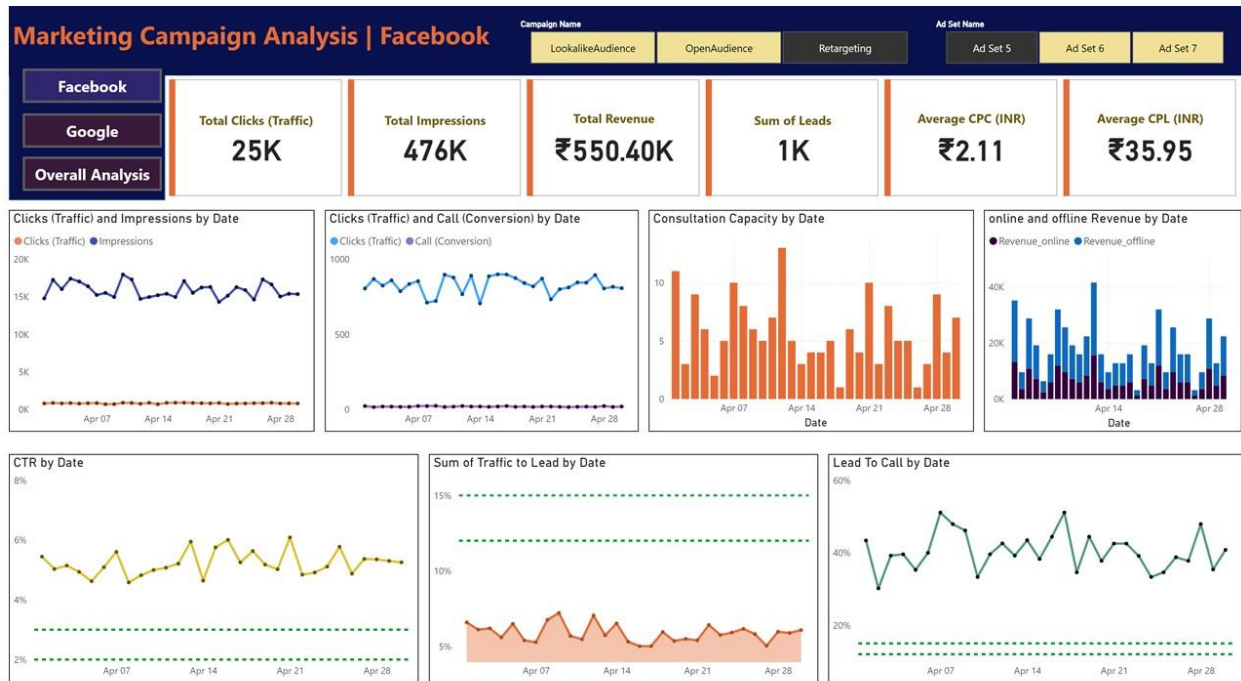 Marketing Campaign Analysis | Facebook
Campaign Name
LookalikeAudience
OpenAudience
Retargeting
Ad Set Name
Ad Set 5
Ad Set 6
Ad Set 7
Facebook
Google
Overall Analysis
Total Clicks (Traffic)
25K
Total Impressions
476K
Total Revenue
₹550.40K
Sum of Leads
1K
Average CPC (INR)
₹2.11
Average CPL (INR)
₹35.95
Clicks (Traffic) and Impressions by Date
Clicks (Traffic) Impressions
20K
15K
10K
5K
0K
Apr 07 Apr 14 Apr 21 Apr 28
Clicks (Traffic) and Call (Conversion) by Date
Clicks (Traffic) Call (Conversion)
1000
500
0
Apr 07 Apr 14 Apr 21 Apr 28
Consultation Capacity by Date
10
5
0
Apr 07 Apr 14 Apr 21 Apr 28
Date
online and offline Revenue by Date
Revenue_online Revenue_offline
40K
20K
0K
Apr 14 Apr 28
Date
CTR by Date
8%
6%
4%
2%
Apr 07 Apr 14 Apr 21 Apr 28
Sum of Traffic to Lead by Date
15%
10%
5%
Apr 07 Apr 14 Apr 21 Apr 28
Lead To Call by Date
60%
40%
20%
Apr 07 Apr 14 Apr 21 Apr 28